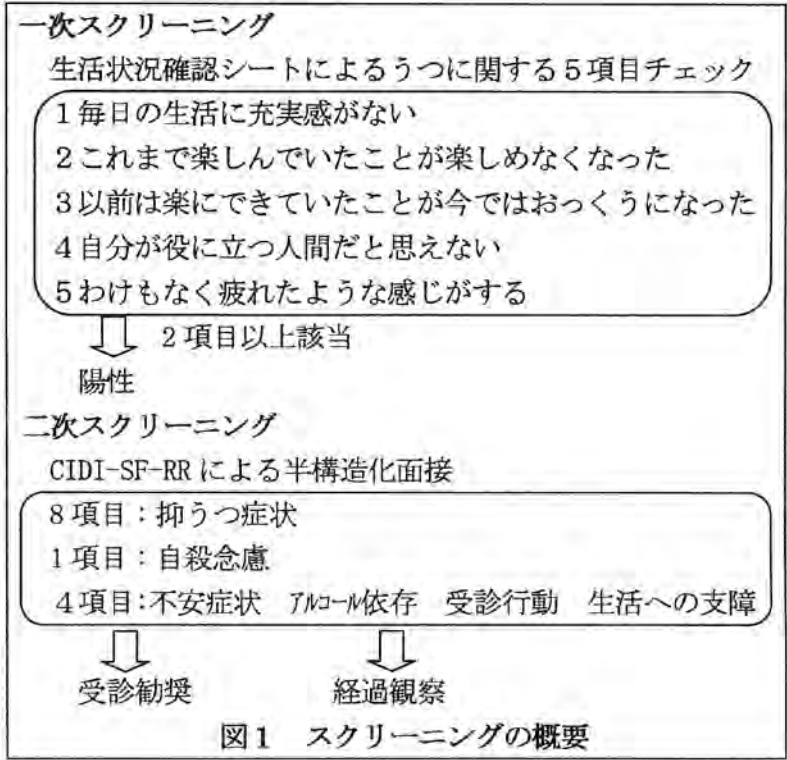 一次スクリーニング
生活状況確認シートによるうつに関する5項目チェック
1毎日の生活に充実感がない
2これまで楽しんでいたことが楽しめなくなった
3以前は楽にできていたことが今ではおっくうになった
4自分が役に立つ人間だと思えない
5わけもなく疲れたような感じがする
2項目以上該当
陽性
二次スクリーニング
CIDI-SF-RRによる半構造化面接
8項目：抑うつ症状
1項目：自殺念慮
4項目：不安症状 ｱﾙｺｰﾙ依存 受診行動 生活への支障
受診勧奨 経過観察
図1 スクリーニングの概要